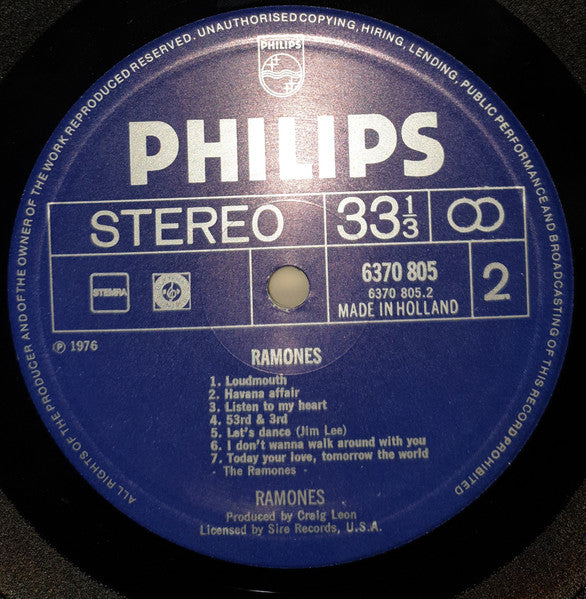 ALL RIGHTS OF THE PRODUCER AND OF THE OWNER OF THE WORK REPRODUCED RESERVED. UNAUTHORISED COPYING, HIRING, LENDING, PUBLIC PERFORMANCE AND BROADCASTING OF THIS RECORD PROHIBITED
PHILIPS
PHILIPS
STEREO 33 1/3
STEMRA
6370 805
6370 805.2
MADE IN HOLLAND
2
℗ 1976
RAMONES
1. Loudmouth
2. Havana affair
3. Listen to my heart
4. 53rd & 3rd
5. Let's dance (Jim Lee)
6. I don't wanna walk around with you
7. Today your love, tomorrow the world
- The Ramones -
RAMONES
Produced by Craig Leon
Licensed by Sire Records, U.S.A.